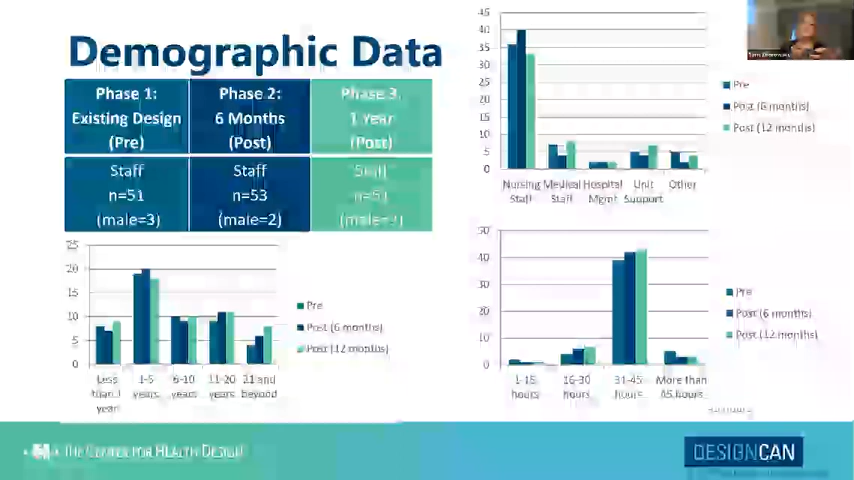 Demographic Data
Phase 1:
Existing Design
(Pre)
Phase 2:
6 Months
(Post)
Phase 3:
1 Year
(Post)
Staff
n=51
(male=3)
Staff
n=53
(male=2)
Staff
45
40
35
30
25
20
15
10
5
0
Nursing Staff
Medical Staff
Hospital Mgmt
Unit Support
Other
Pre
Post (6 months)
Post (12 months)
25
20
15
10
5
0
Less than 1 year
1-5 years
6-10 years
11-20 years
21 and beyond
Pre
Post (6 months)
Post (12 months)
50
40
30
20
10
0
1-15 hours
16-30 hours
31-45 hours
More than 45 hours
Pre
Post (6 months)
Post (12 months)
THE CENTER FOR HEALTH DESIGN
DESIGNCAN